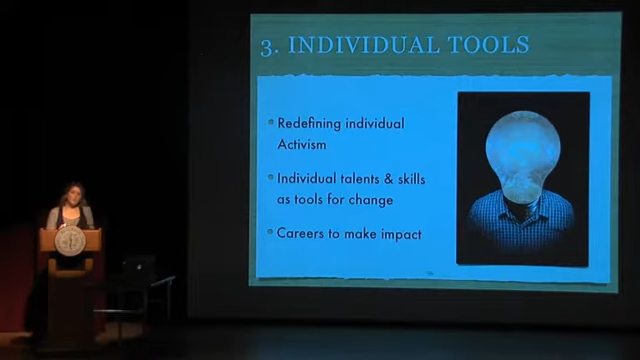 3. INDIVIDUAL TOOLS
Redefining individual
Activism
Individual talents & skills
as tools for change
Careers to make impact